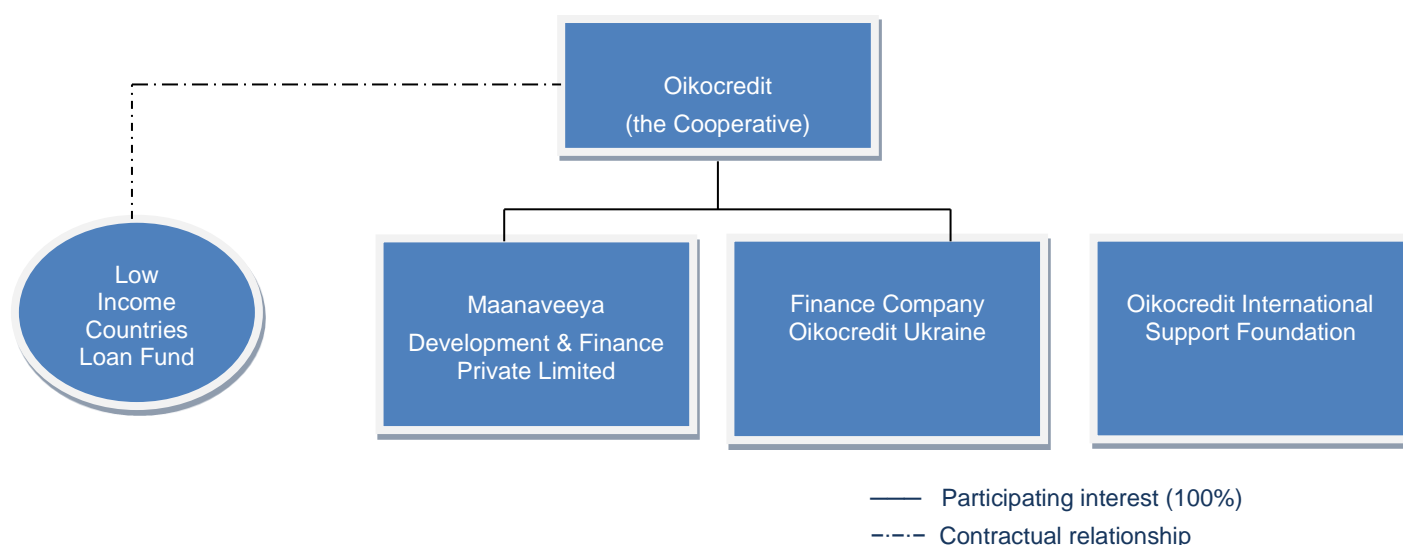 Oikocredit
(the Cooperative)
Low
Income
Countries
Loan Fund
Maanaveeya
Development & Finance
Private Limited
Finance Company
Oikocredit Ukraine
Oikocredit International
Support Foundation
Participating interest (100%)
Contractual relationship